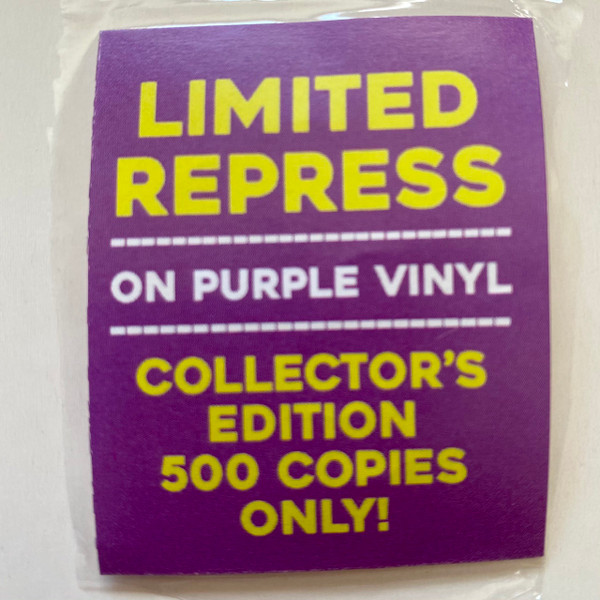 LIMITED
REPRESS
ON PURPLE VINYL
COLLECTOR'S
EDITION
500 COPIES
ONLY!